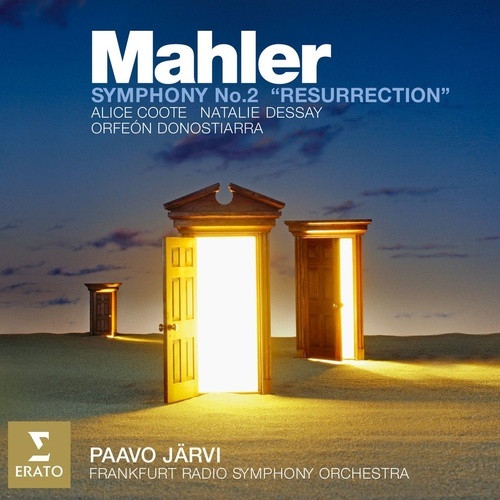 Mahler
SYMPHONY No.2 "RESURRECTION"
ALICE COOTE NATALIE DESSAY
ORFEÓN DONOSTIARRA
ERATO
PAAVO JÄRVI
FRANKFURT RADIO SYMPHONY ORCHESTRA